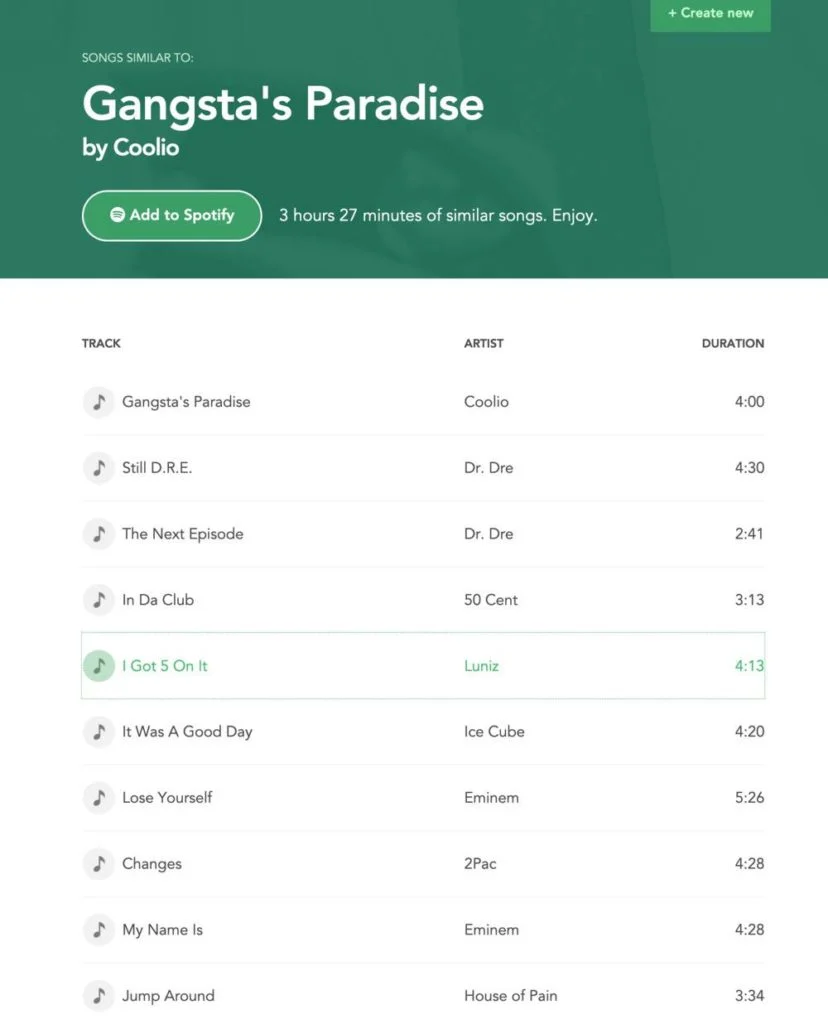 + Create new
SONGS SIMILAR TO:
Gangsta's Paradise
by Coolio
Add to Spotify 3 hours 27 minutes of similar songs. Enjoy.
TRACK ARTIST DURATION
Gangsta's Paradise Coolio 4:00
Still D.R.E. Dr. Dre 4:30
The Next Episode Dr. Dre 2:41
In Da Club 50 Cent 3:13
I Got 5 On It Luniz 4:13
It Was A Good Day Ice Cube 4:20
Lose Yourself Eminem 5:26
Changes 2Pac 4:28
My Name Is Eminem 4:28
Jump Around House of Pain 3:34